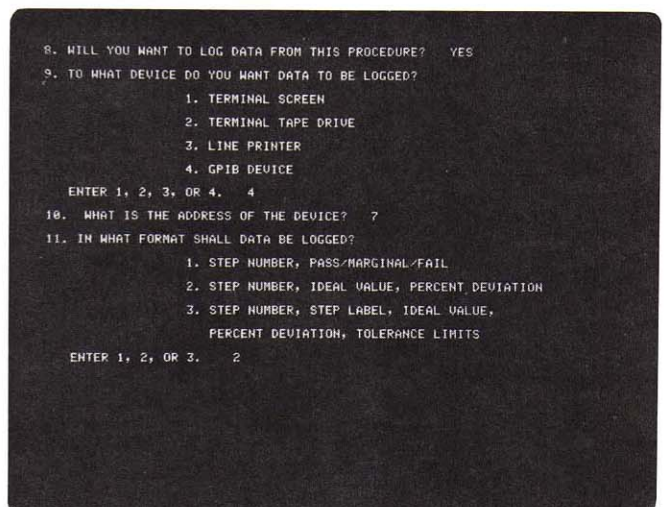 8. WILL YOU WANT TO LOG DATA FROM THIS PROCEDURE? YES
9. TO WHAT DEVICE DO YOU WANT DATA TO BE LOGGED?
1. TERMINAL SCREEN
2. TERMINAL TAPE DRIVE
3. LINE PRINTER
4. GPIB DEVICE
ENTER 1, 2, 3, OR 4. 4
10. WHAT IS THE ADDRESS OF THE DEVICE? 7
11. IN WHAT FORMAT SHALL DATA BE LOGGED?
1. STEP NUMBER, PASS/MARGINAL/FAIL
2. STEP NUMBER, IDEAL VALUE, PERCENT DEVIATION
3. STEP NUMBER, STEP LABEL, IDEAL VALUE,
PERCENT DEVIATION, TOLERANCE LIMITS
ENTER 1, 2, OR 3. 2